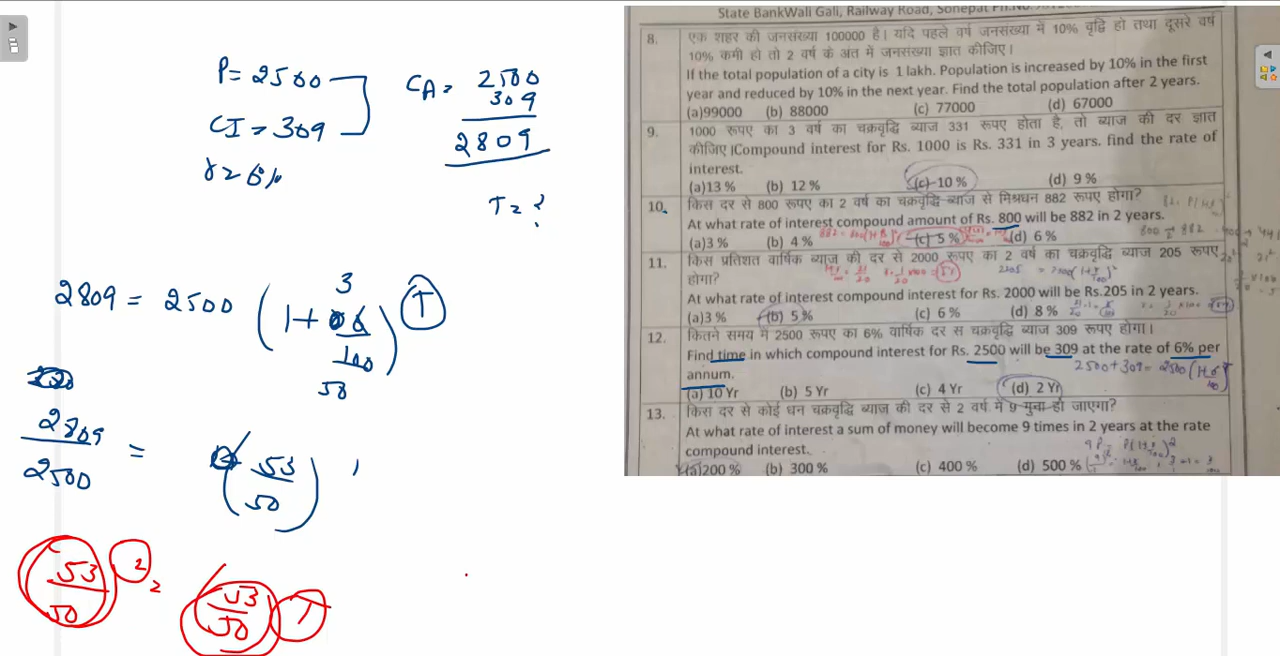 P = 2500
CI = 309
r = 6%
CA = 2500
309
2809
T = ?
2809 = 2500 (1 + 6/100)^T
3
50
2809/2500 = (53/50)
(53/50)^2 = (53/50)^T
State BankWali Gali, Railway Road, Sonepat
8. एक शहर की जनसंख्या 100000 है। यदि पहले वर्ष जनसंख्या में 10% वृद्धि हो तथा दूसरे वर्ष
10% कमी हो तो 2 वर्ष के अंत में जनसंख्या ज्ञात कीजिए।
If the total population of a city is 1 lakh. Population is increased by 10% in the first
year and reduced by 10% in the next year. Find the total population after 2 years.
(a)99000 (b) 88000 (c) 77000 (d) 67000
9. 1000 रूपए का 3 वर्ष का चक्रवृद्धि ब्याज 331 रूपए होता है, तो ब्याज की दर ज्ञात
कीजिए।Compound interest for Rs. 1000 is Rs. 331 in 3 years. find the rate of
interest.
(a)13 % (b) 12 % (c) 10 % (d) 9 %
10. किस दर से 800 रूपए का 2 वर्ष का चक्रवृद्धि ब्याज से मिश्रधन 882 रूपए होगा?
At what rate of interest compound amount of Rs. 800 will be 882 in 2 years.
(a)3 % (b) 4 % (c) 5 % (d) 6 %
11. किस प्रतिशत वार्षिक ब्याज की दर से 2000 रूपए का 2 वर्ष का चक्रवृद्धि ब्याज 205 रूपए
होगा?
At what rate of interest compound interest for Rs. 2000 will be Rs.205 in 2 years.
(a)3 % (b) 5 % (c) 6 % (d) 8 %
12. कितने समय में 2500 रूपए का 6% वार्षिक दर स चक्रवृद्धि ब्याज 309 रूपए होगा।
Find time in which compound interest for Rs. 2500 will be 309 at the rate of 6% per
annum.
2500 + 309 = 2500
(a) 10 Yr (b) 5 Yr (c) 4 Yr (d) 2 Yr
13. किस दर से कोई धन चक्रवृद्धि ब्याज की दर से 2 वर्ष में 9 गुना हो जाएगा?
At what rate of interest a sum of money will become 9 times in 2 years at the rate
compound interest.
(a)200 % (b) 300 % (c) 400 % (d) 500 %